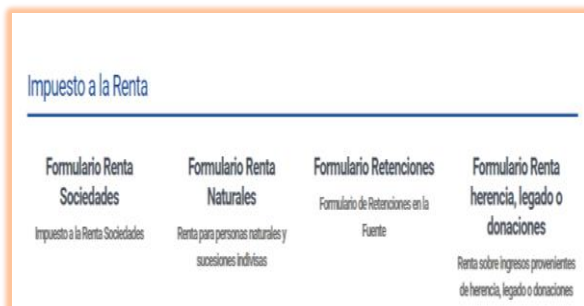 Impuesto a la Renta
Formulario Renta
Sociedades
Impuesto a la Renta Sociedades
Formulario Renta
Naturales
Renta para personas naturales y
sucesiones indivisas
Formulario Retenciones
Formulario de Retenciones en la
Fuente
Formulario Renta
herencia, legado o
donaciones
Renta sobre ingresos provenientes
de herencia, legado o donaciones